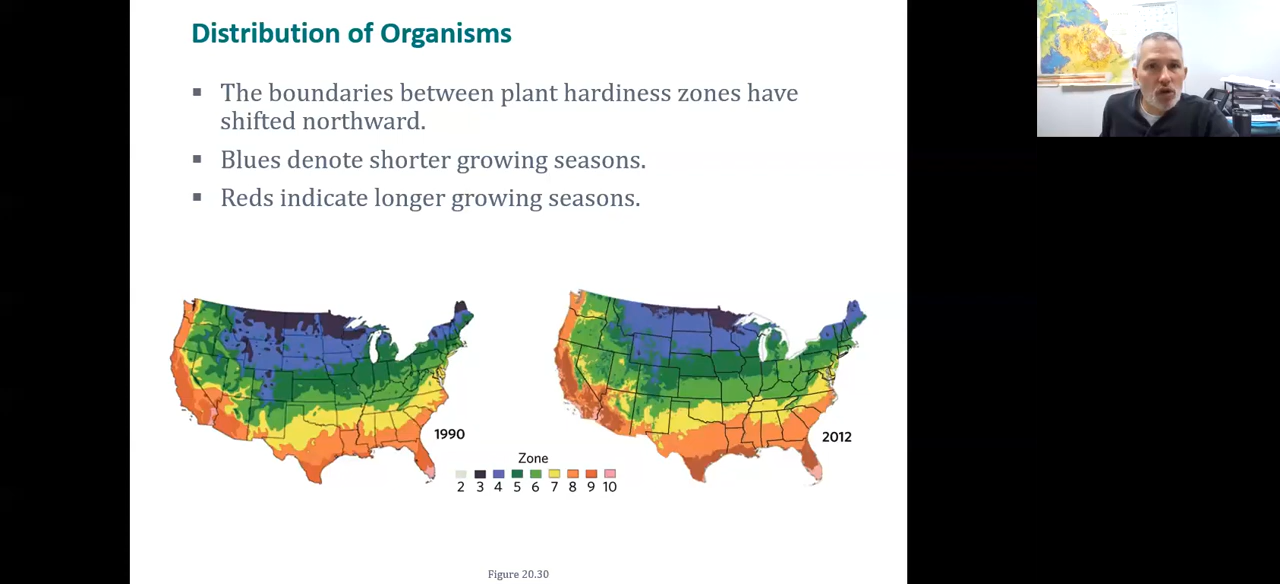 Distribution of Organisms
▪ The boundaries between plant hardiness zones have
shifted northward.
▪ Blues denote shorter growing seasons.
▪ Reds indicate longer growing seasons.
1990
2012
Zone
2 3 4 5 6 7 8 9 10
Figure 20.30